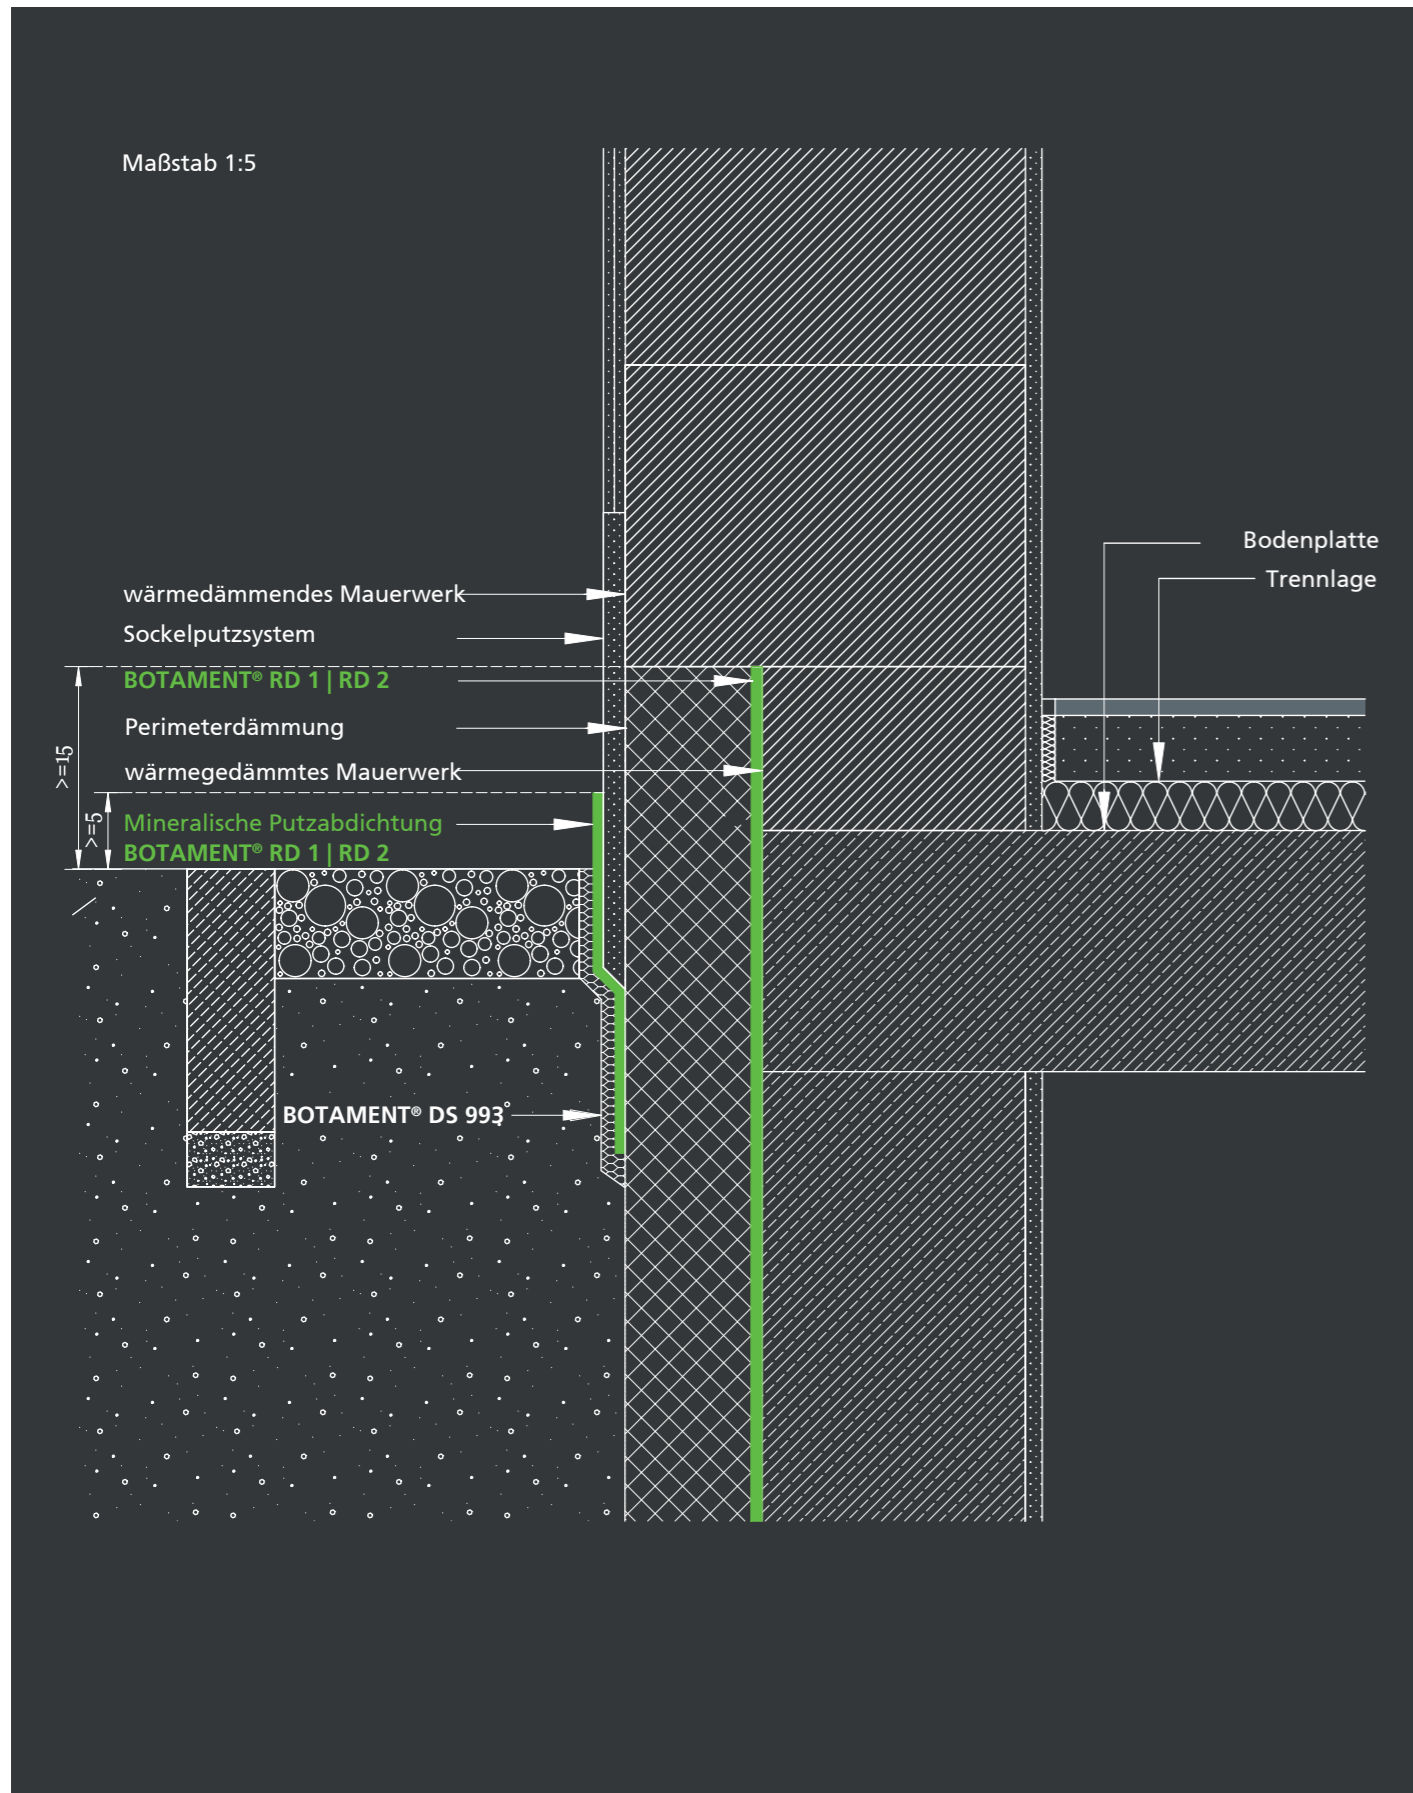 Maßstab 1:5
Bodenplatte
Trennlage
wärmedämmendes Mauerwerk
Sockelputzsystem
BOTAMENT® RD 1 | RD 2
Perimeterdämmung
wärmegedämmtes Mauerwerk
>=15
>=5
Mineralische Putzabdichtung
BOTAMENT® RD 1 | RD 2
BOTAMENT® DS 993